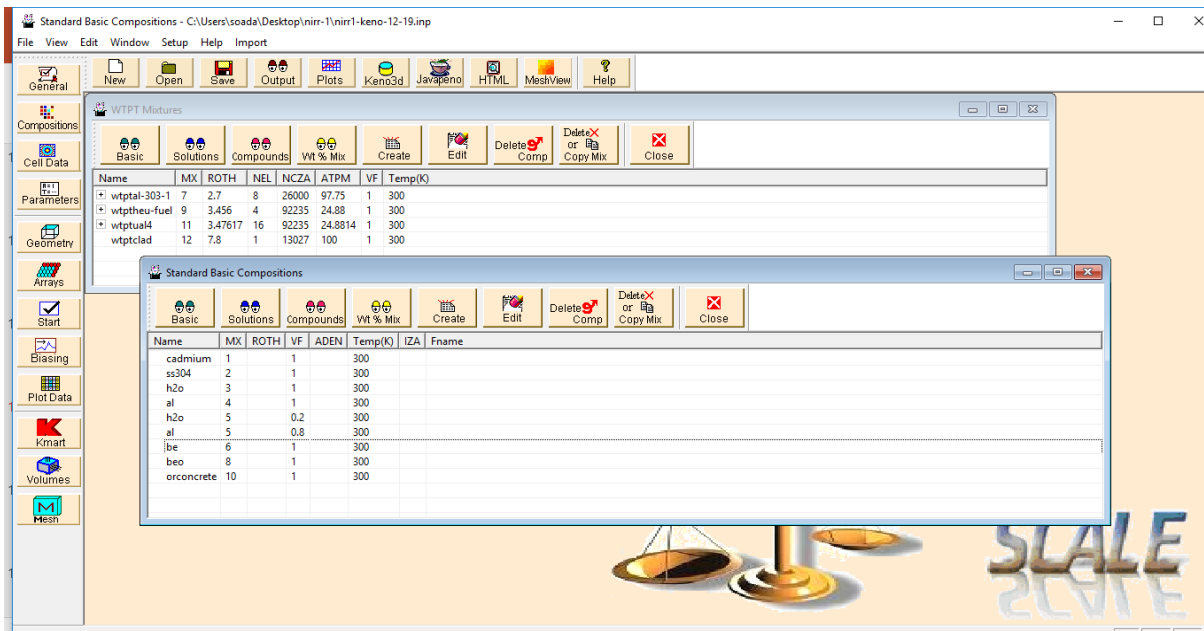 Standard Basic Compositions - C:\Users\soada\Desktop\nirr-1\nirr1-keno-12-19.inp
File View Edit Window Setup Help Import
General
New Open Save Output Plots Keno3d Javapeno HTML MeshView Help
Compositions
Cell Data
Parameters
Geometry
Arrays
Start
Biasing
Plot Data
Kmart
Volumes
Mesh
WTPT Mixtures
Basic Solutions Compounds Wt % Mix Create Edit Delete Comp Delete or Copy Mix Close
Name MX ROTH NEL NCZA ATPM VF Temp(K)
wtptal-303-1 7 2.7 8 26000 97.75 1 300
wtptheu-fuel 9 3.456 4 92235 24.88 1 300
wtptual4 11 3.47617 16 92235 24.8814 1 300
wtptclad 12 7.8 1 13027 100 1 300
Standard Basic Compositions
Basic Solutions Compounds Wt % Mix Create Edit Delete Comp Delete or Copy Mix Close
Name MX ROTH VF ADEN Temp(K) IZA Fname
cadmium 1 1 300
ss304 2 1 300
h2o 3 1 300
al 4 1 300
h2o 5 0.2 300
al 5 0.8 300
be 6 1 300
beo 8 1 300
orconcrete 10 1 300
SCALE